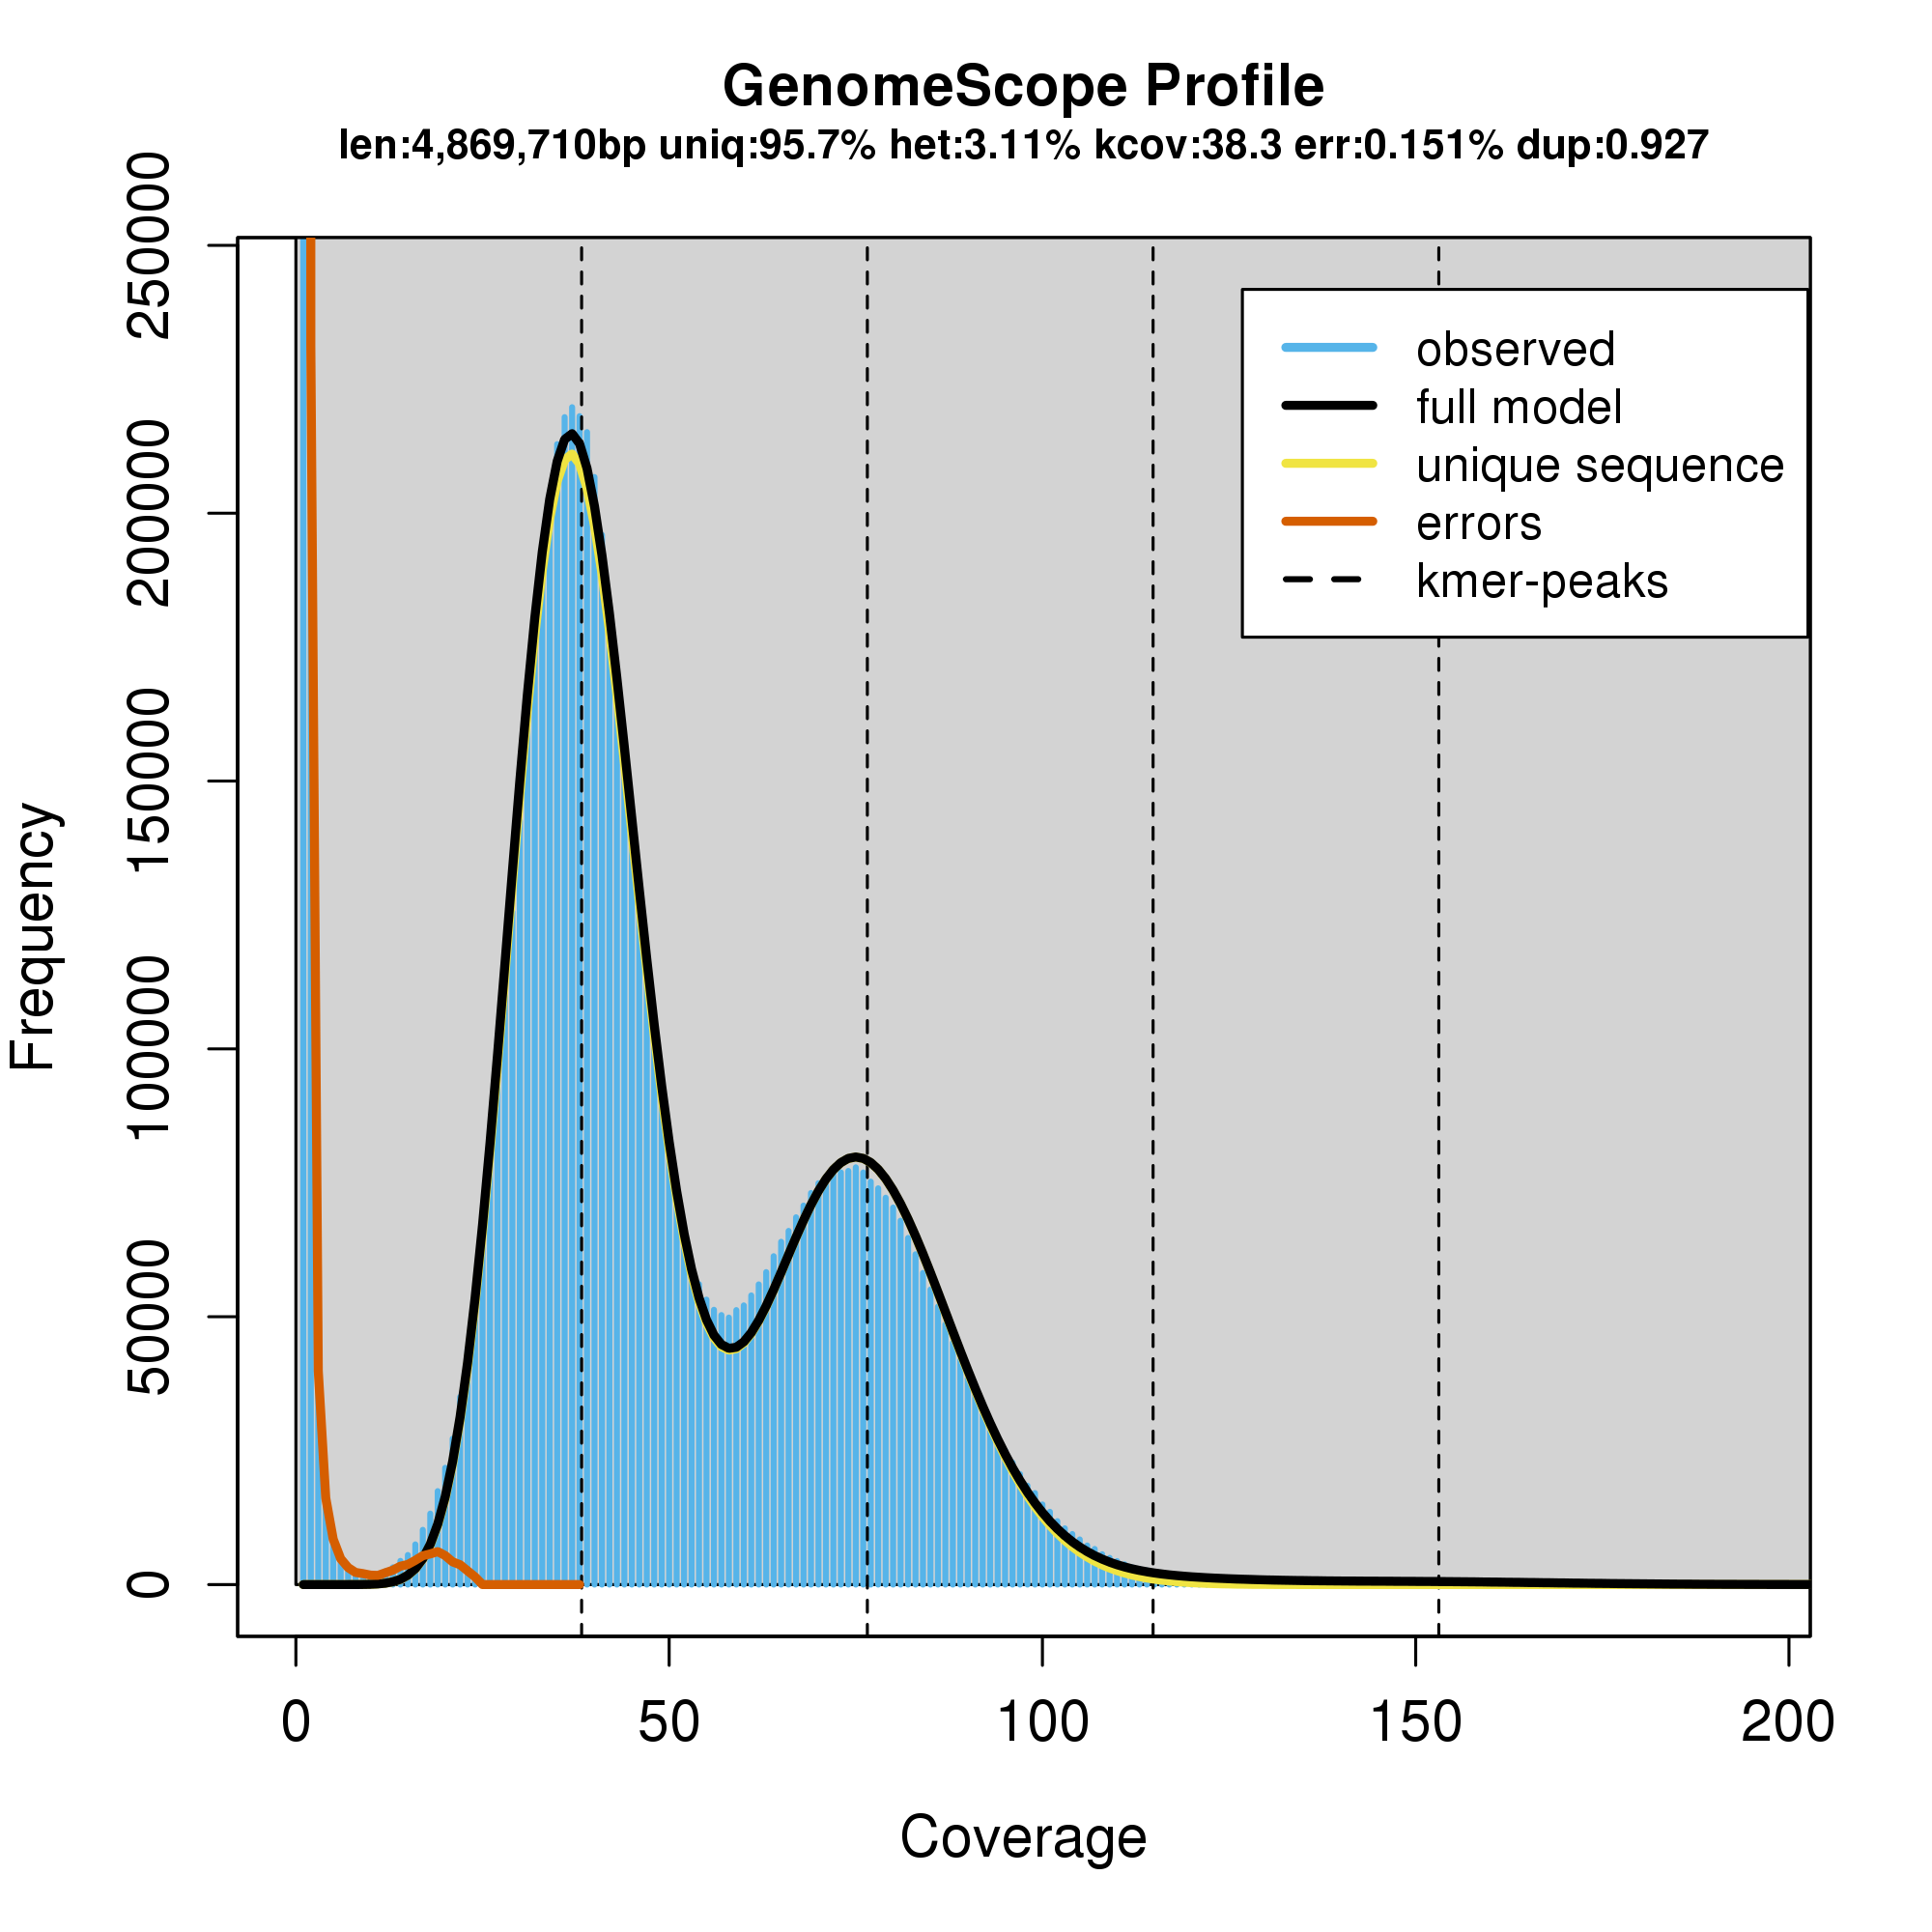 GenomeScope Profile
len:4,869,710bp uniq:95.7% het:3.11% kcov:38.3 err:0.151% dup:0.927
Frequency
250000
200000
150000
100000
50000
0
observed
full model
unique sequence
errors
kmer-peaks
0 50 100 150 200
Coverage